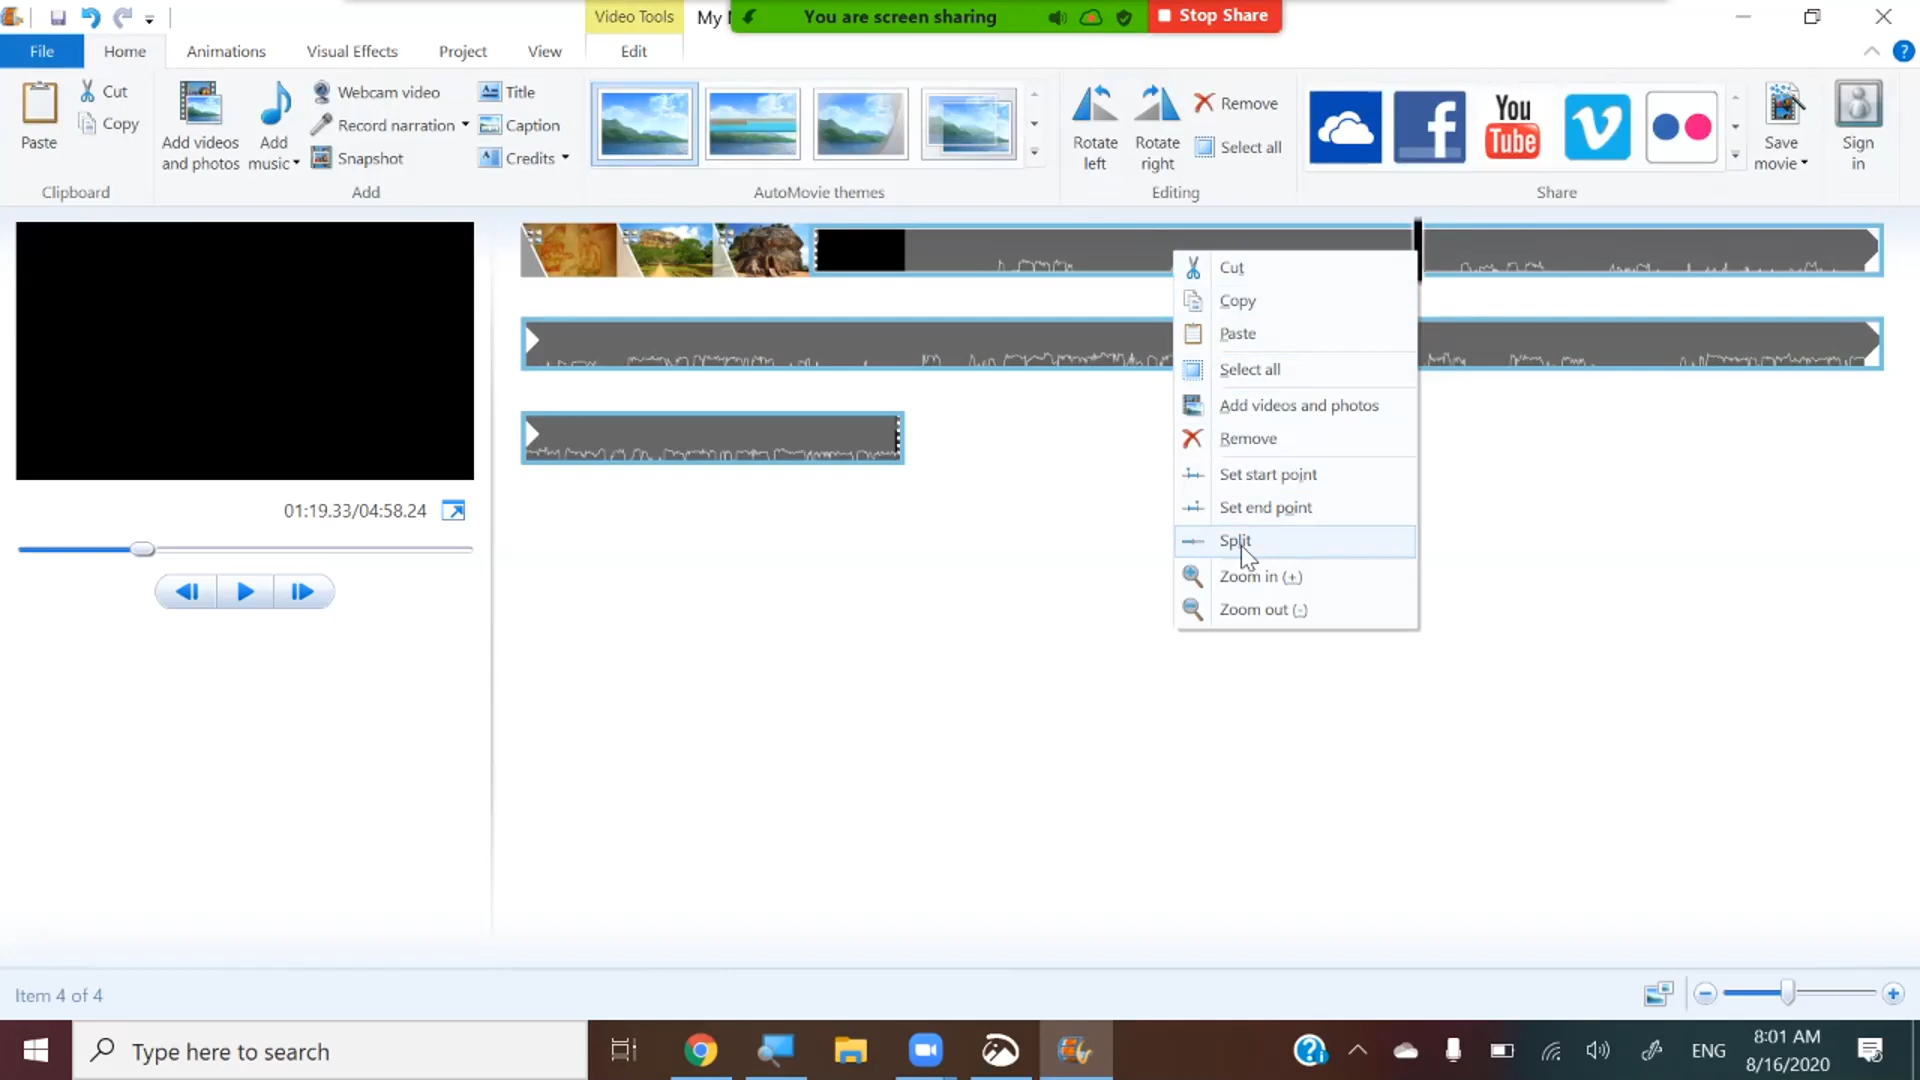 Video Tools
My
You are screen sharing
Stop Share
File
Home
Animations
Visual Effects
Project
View
Edit
Paste
Cut
Copy
Clipboard
Add videos and photos
Add music
Webcam video
Record narration
Snapshot
Title
Caption
Credits
Add
AutoMovie themes
Rotate left
Rotate right
Remove
Select all
Editing
You Tube
Share
Save movie
Sign in
Cut
Copy
Paste
Select all
Add videos and photos
Remove
Set start point
Set end point
Split
Zoom in (+)
Zoom out (-)
01:19.33/04:58.24
Item 4 of 4
Type here to search
ENG
8:01 AM
8/16/2020